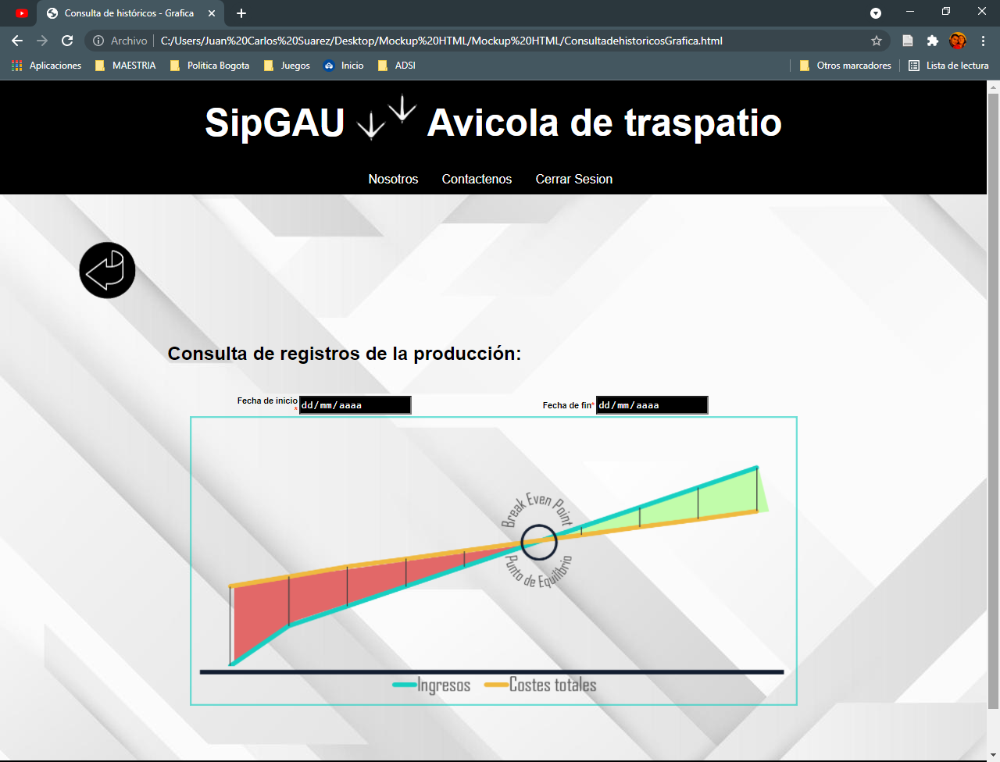 Consulta de históricos - Grafica
Archivo C:/Users/Juan%20Carlos%20Suarez/Desktop/Mockup%20HTML/Mockup%20HTML/ConsultadehistoricosGrafica.html
Aplicaciones MAESTRIA Politica Bogota Juegos Inicio ADSI Otros marcadores Lista de lectura
SipGAU Avicola de traspatio
Nosotros Contactenos Cerrar Sesion
Consulta de registros de la producción:
Fecha de inicio
* dd/mm/aaaa Fecha de fin* dd/mm/aaaa
Break Even Point
Punto de Equilibrio
Ingresos Costes totales